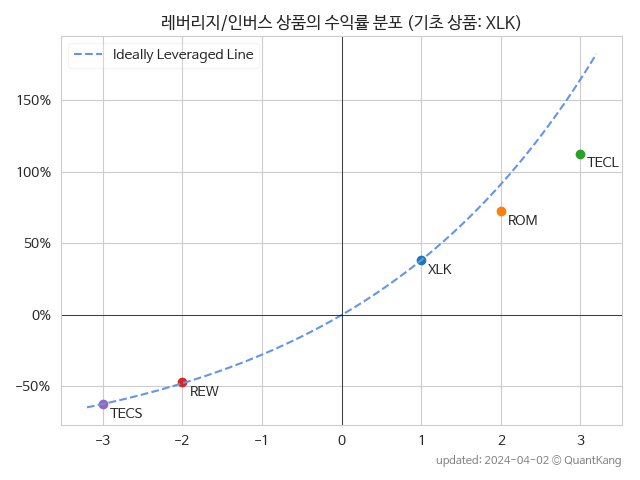 레버리지/인버스 상품의 수익률 분포 (기초 상품: XLK)
Ideally Leveraged Line
150%
100%
TECL
ROM
50%
XLK
0%
REW
−50%
TECS
−3 −2 −1 0 1 2 3
updated: 2024-04-02 © QuantKang